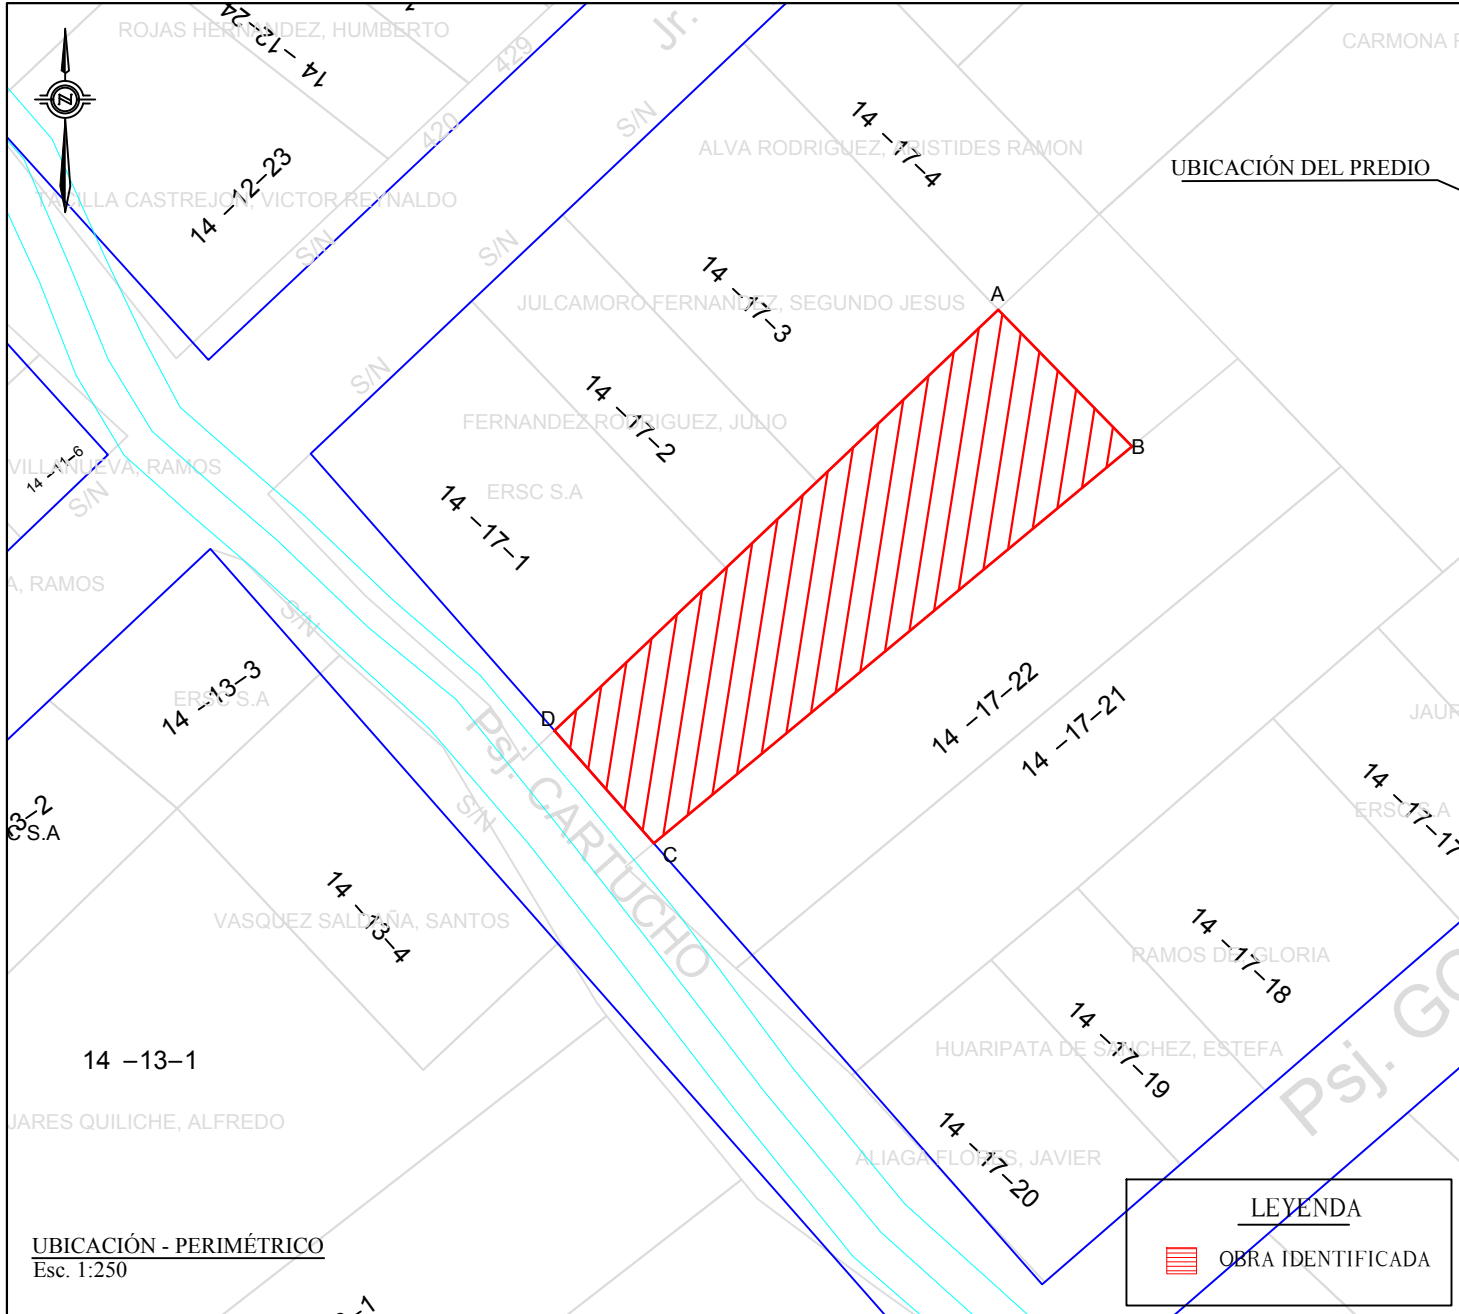 ROJAS HERNANDEZ, HUMBERTO
14 -12-24
429
Jr.
CARMONA
420
S/N
14 -17-4
ALVA RODRIGUEZ, ARISTIDES RAMON
UBICACIÓN DEL PREDIO
N
14 -12-23
TACILLA CASTREJON, VICTOR REYNALDO
S/N
S/N
14 -17-3
JULCAMORO FERNANDEZ, SEGUNDO JESUS
A
S/N
14 -17-2
FERNANDEZ RODRIGUEZ, JULIO
B
14 -11-6
VILLANUEVA, RAMOS
S/N
ERSC S.A
14 -17-1
A, RAMOS
S/N
14 -13-3
ERSC S.A
14 -17-22
14 -17-21
D
Psj. CARTUCHO
JAUR
14 -17-17
ERSC S.A
3-2
C S.A
S/N
C
14 -13-4
VASQUEZ SALDAÑA, SANTOS
14 -17-18
RAMOS DE GLORIA
Psj. GO
14 -17-19
HUARIPATA DE SANCHEZ, ESTEFA
14 -13-1
JARES QUILICHE, ALFREDO
14 -17-20
ALIAGA FLORES, JAVIER
LEYENDA
OBRA IDENTIFICADA
UBICACIÓN - PERIMÉTRICO
Esc. 1:250
-1